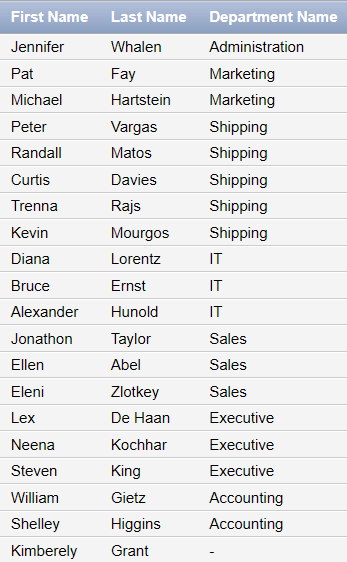 First Name Last Name Department Name
Jennifer Whalen Administration
Pat Fay Marketing
Michael Hartstein Marketing
Peter Vargas Shipping
Randall Matos Shipping
Curtis Davies Shipping
Trenna Rajs Shipping
Kevin Mourgos Shipping
Diana Lorentz IT
Bruce Ernst IT
Alexander Hunold IT
Jonathon Taylor Sales
Ellen Abel Sales
Eleni Zlotkey Sales
Lex De Haan Executive
Neena Kochhar Executive
Steven King Executive
William Gietz Accounting
Shelley Higgins Accounting
Kimberely Grant -